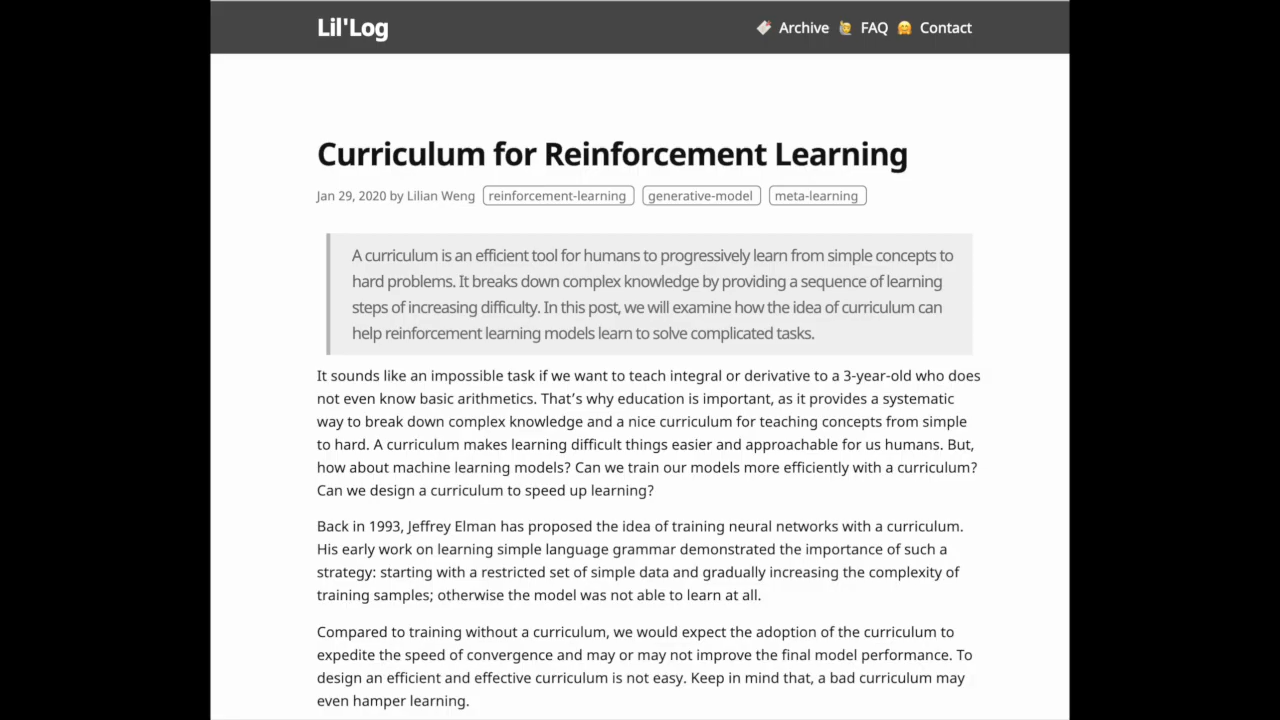 Lil'Log
Archive FAQ Contact
Curriculum for Reinforcement Learning
Jan 29, 2020 by Lilian Weng reinforcement-learning generative-model meta-learning
A curriculum is an efficient tool for humans to progressively learn from simple concepts to
hard problems. It breaks down complex knowledge by providing a sequence of learning
steps of increasing difficulty. In this post, we will examine how the idea of curriculum can
help reinforcement learning models learn to solve complicated tasks.
It sounds like an impossible task if we want to teach integral or derivative to a 3-year-old who does
not even know basic arithmetics. That’s why education is important, as it provides a systematic
way to break down complex knowledge and a nice curriculum for teaching concepts from simple
to hard. A curriculum makes learning difficult things easier and approachable for us humans. But,
how about machine learning models? Can we train our models more efficiently with a curriculum?
Can we design a curriculum to speed up learning?
Back in 1993, Jeffrey Elman has proposed the idea of training neural networks with a curriculum.
His early work on learning simple language grammar demonstrated the importance of such a
strategy: starting with a restricted set of simple data and gradually increasing the complexity of
training samples; otherwise the model was not able to learn at all.
Compared to training without a curriculum, we would expect the adoption of the curriculum to
expedite the speed of convergence and may or may not improve the final model performance. To
design an efficient and effective curriculum is not easy. Keep in mind that, a bad curriculum may
even hamper learning.